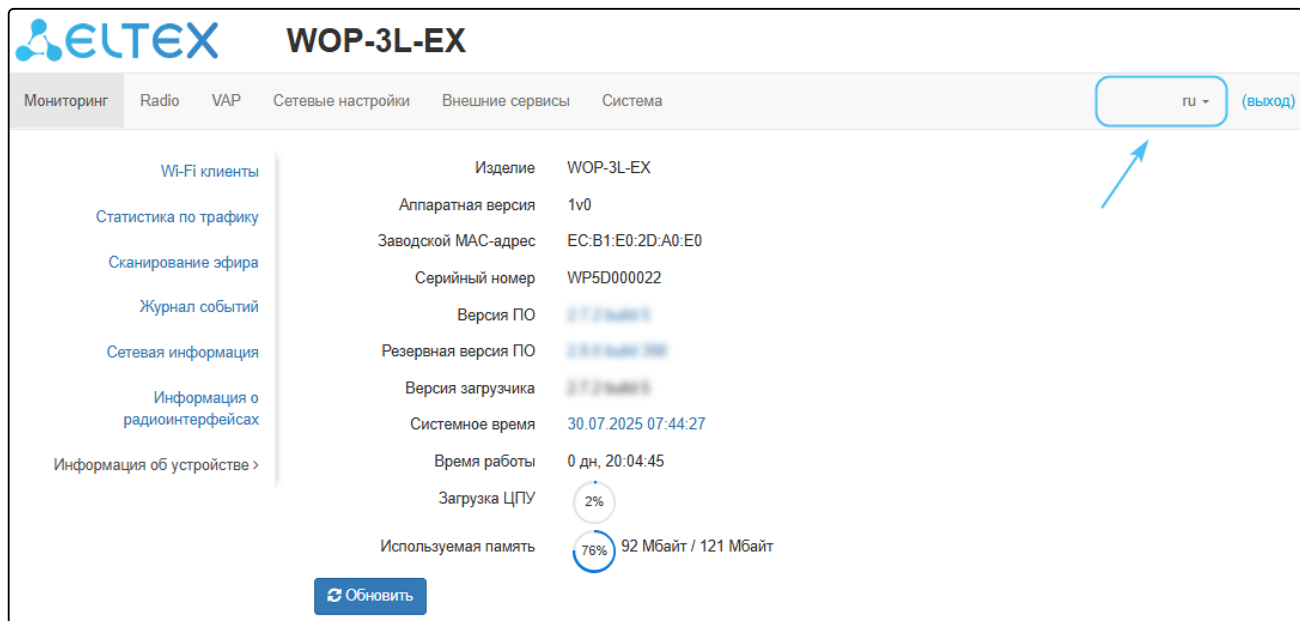 ELTEX WOP-3L-EX
Мониторинг Radio VAP Сетевые настройки Внешние сервисы Система ru (выход)
Wi-Fi клиенты
Статистика по трафику
Сканирование эфира
Журнал событий
Сетевая информация
Информация о
радиоинтерфейсах
Информация об устройстве >
Изделие WOP-3L-EX
Аппаратная версия 1v0
Заводской MAC-адрес EC:B1:E0:2D:A0:E0
Серийный номер WP5D000022
Версия ПО
Резервная версия ПО
Версия загрузчика
Системное время 30.07.2025 07:44:27
Время работы 0 дн, 20:04:45
Загрузка ЦПУ 2%
Используемая память 76% 92 Мбайт / 121 Мбайт
Обновить